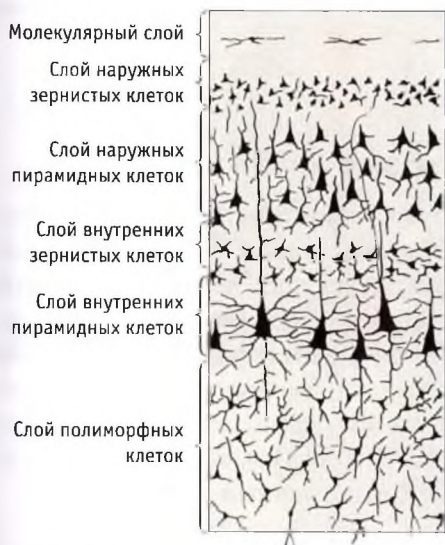 Молекулярный слой
Слой наружных
зернистых клеток
Слой наружных
пирамидных клеток
Слой внутренних
зернистых клеток
Слой внутренних
пирамидных клеток
Слой полиморфных
клеток